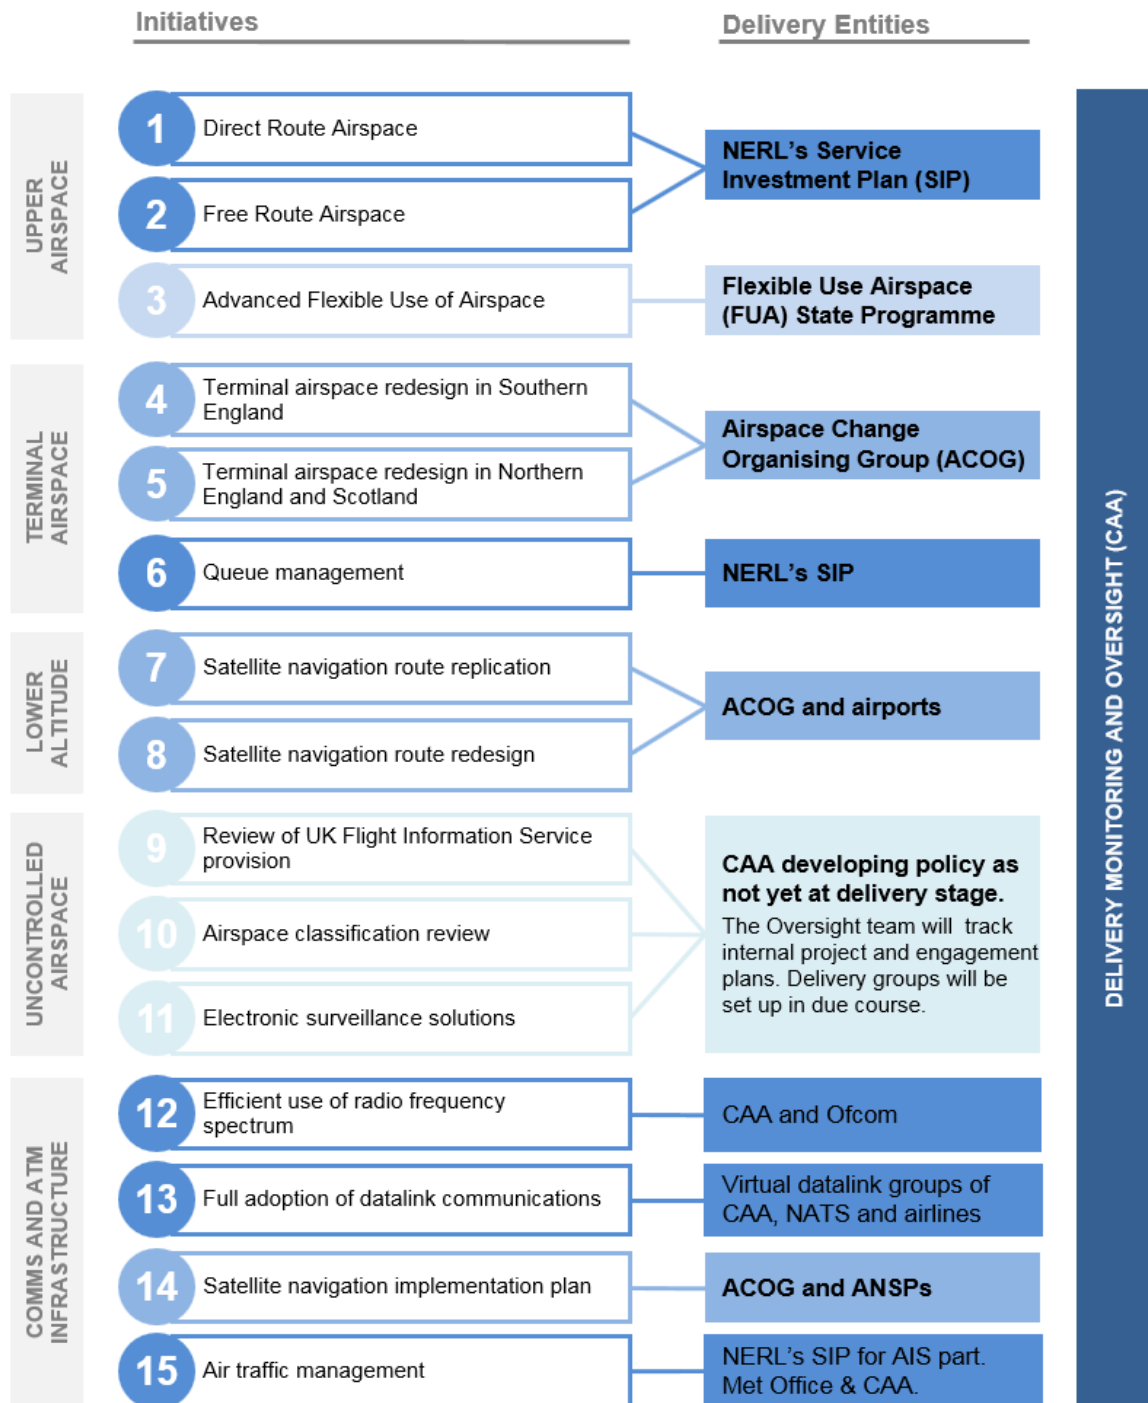 Initiatives
Delivery Entities
UPPER
AIRSPACE
1
Direct Route Airspace
2
Free Route Airspace
NERL’s Service
Investment Plan (SIP)
3
Advanced Flexible Use of Airspace
Flexible Use Airspace
(FUA) State Programme
TERMINAL
AIRSPACE
4
Terminal airspace redesign in Southern
England
5
Terminal airspace redesign in Northern
England and Scotland
Airspace Change
Organising Group (ACOG)
6
Queue management
NERL’s SIP
LOWER
ALTITUDE
7
Satellite navigation route replication
8
Satellite navigation route redesign
ACOG and airports
UNCONTROLLED
AIRSPACE
9
Review of UK Flight Information Service
provision
10
Airspace classification review
11
Electronic surveillance solutions
CAA developing policy as
not yet at delivery stage.
The Oversight team will track
internal project and engagement
plans. Delivery groups will be
set up in due course.
COMMS AND ATM
INFRASTRUCTURE
12
Efficient use of radio frequency
spectrum
CAA and Ofcom
13
Full adoption of datalink communications
Virtual datalink groups of
CAA, NATS and airlines
14
Satellite navigation implementation plan
ACOG and ANSPs
15
Air traffic management
NERL’s SIP for AIS part.
Met Office & CAA.
DELIVERY MONITORING AND OVERSIGHT (CAA)